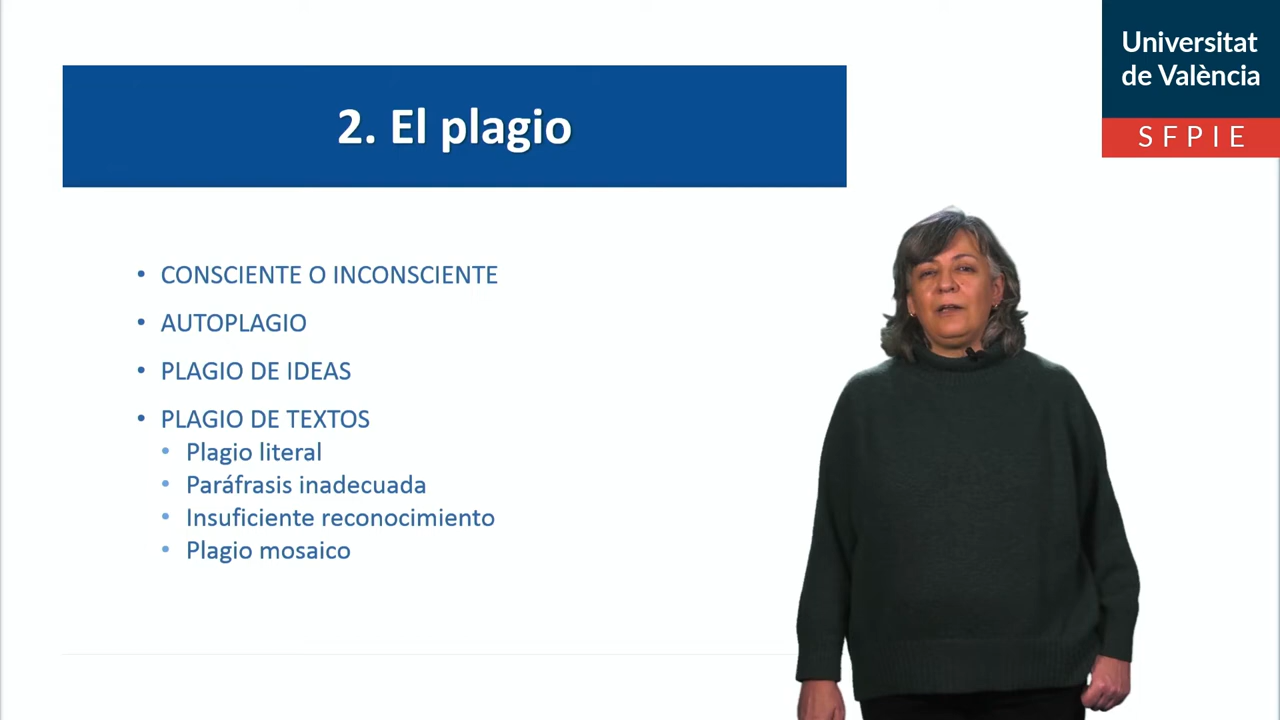 Universitat
de València
SFPIE
2. El plagio
• CONSCIENTE O INCONSCIENTE
• AUTOPLAGIO
• PLAGIO DE IDEAS
• PLAGIO DE TEXTOS
• Plagio literal
• Paráfrasis inadecuada
• Insuficiente reconocimiento
• Plagio mosaico